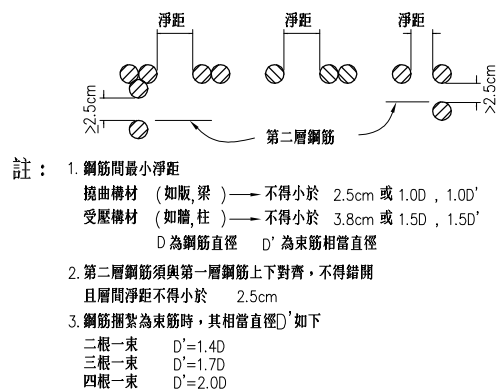 淨距 淨距 淨距
>2.5cm >2.5cm
第二層鋼筋
註：
1. 鋼筋間最小淨距
撓曲構材 (如版,梁) → 不得小於 2.5cm 或 1.0D , 1.0D'
受壓構材 (如牆,柱) → 不得小於 3.8cm 或 1.5D , 1.5D'
D 為鋼筋直徑 D' 為束筋相當直徑
2. 第二層鋼筋須與第一層鋼筋上下對齊，不得錯開
且層間淨距不得小於 2.5cm
3. 鋼筋捆紮為束筋時，其相當直徑D'如下
二根一束 D'=1.4D
三根一束 D'=1.7D
四根一束 D'=2.0D